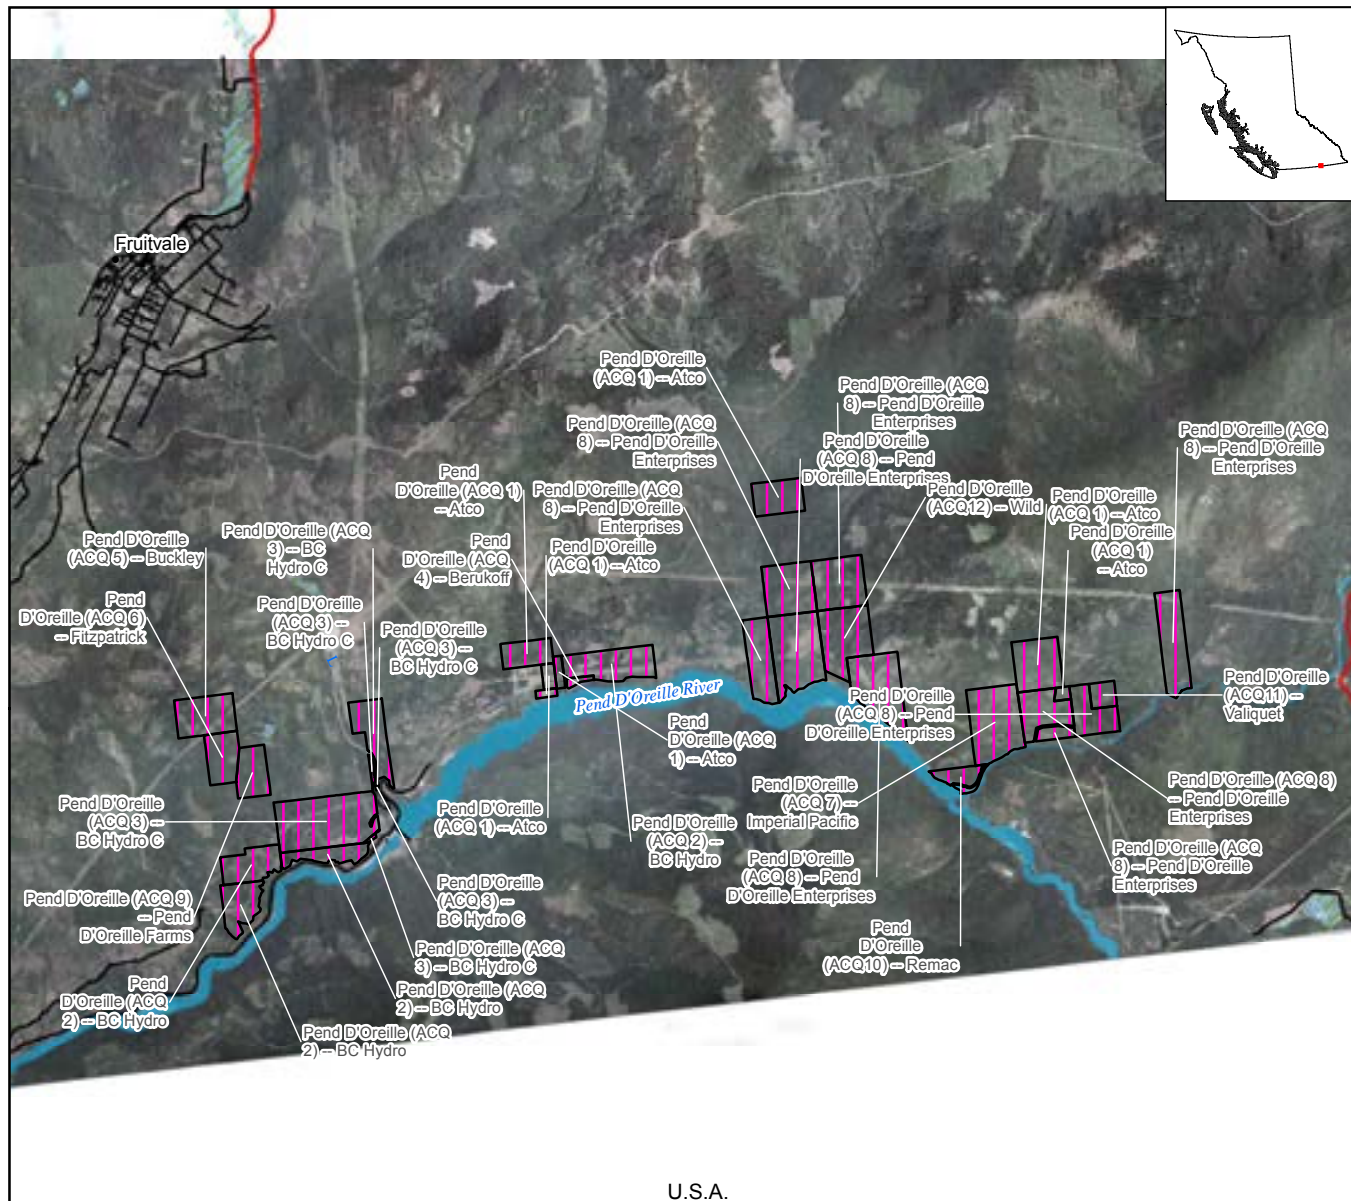 Fruitvale
Pend D'Oreille
(ACQ 1) -- Atco
Pend D'Oreille (ACQ
8) -- Pend D'Oreille
Enterprises
Pend D'Oreille (ACQ
8) -- Pend D'Oreille
Enterprises
Pend D'Oreille
(ACQ 8) -- Pend
D'Oreille Enterprises
Pend D'Oreille (ACQ
8) -- Pend D'Oreille
Enterprises
Pend
D'Oreille (ACQ 1)
-- Atco
Pend D'Oreille (ACQ
8) -- Pend D'Oreille
Enterprises
Pend D'Oreille
(ACQ12) -- Wild
Pend D'Oreille
(ACQ 1) -- Atco
Pend D'Oreille
(ACQ 1)
-- Atco
Pend D'Oreille
(ACQ 5) -- Buckley
Pend D'Oreille (ACQ
3) -- BC
Hydro C
Pend
D'Oreille (ACQ
4) -- Berukoff
Pend D'Oreille
(ACQ 1) -- Atco
Pend
D'Oreille (ACQ 6)
-- Fitzpatrick
Pend D'Oreille
(ACQ 3) --
BC Hydro C
Pend D'Oreille
(ACQ 3) --
BC Hydro C
Pend D'Oreille River
Pend D'Oreille
(ACQ 8) -- Pend
D'Oreille Enterprises
Pend D'Oreille
(ACQ11) --
Valiquet
Pend
D'Oreille (ACQ
1) -- Atco
Pend D'Oreille
(ACQ 3) --
BC Hydro C
Pend D'Oreille
(ACQ 1) -- Atco
Pend D'Oreille
(ACQ 2) --
BC Hydro
Pend D'Oreille
(ACQ 7) --
Imperial Pacific
Pend D'Oreille (ACQ 8)
-- Pend D'Oreille
Enterprises
Pend D'Oreille
(ACQ 8) -- Pend
D'Oreille Enterprises
Pend D'Oreille (ACQ
8) -- Pend D'Oreille
Enterprises
Pend D'Oreille (ACQ 9)
-- Pend
D'Oreille Farms
Pend D'Oreille
(ACQ 3) --
BC Hydro C
Pend D'Oreille (ACQ
3) -- BC Hydro C
Pend
D'Oreille
(ACQ10) -- Remac
Pend
D'Oreille (ACQ
2) -- BC Hydro
Pend D'Oreille (ACQ
2) -- BC Hydro
Pend D'Oreille (ACQ
2) -- BC Hydro
U.S.A.